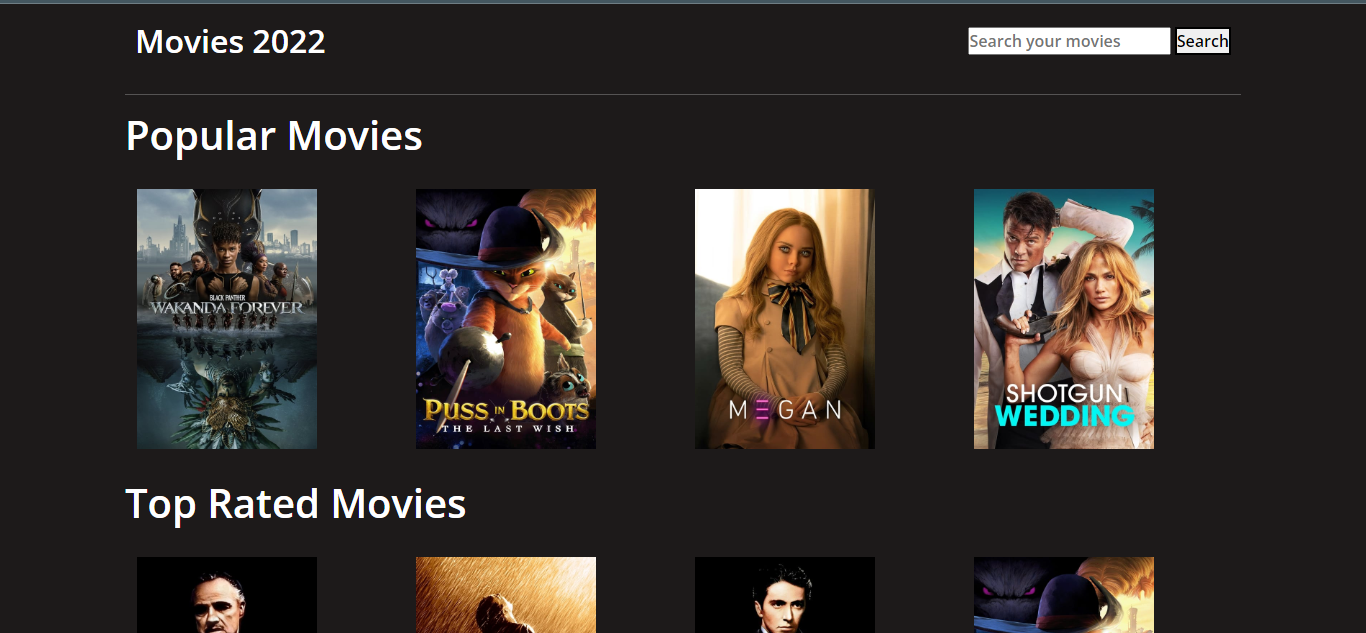 Movies 2022
Search your movies
Search
Popular Movies
BLACK PANTHER
WAKANDA FOREVER
PUSS IN BOOTS
THE LAST WISH
M3GAN
SHOTGUN
WEDDING
Top Rated Movies